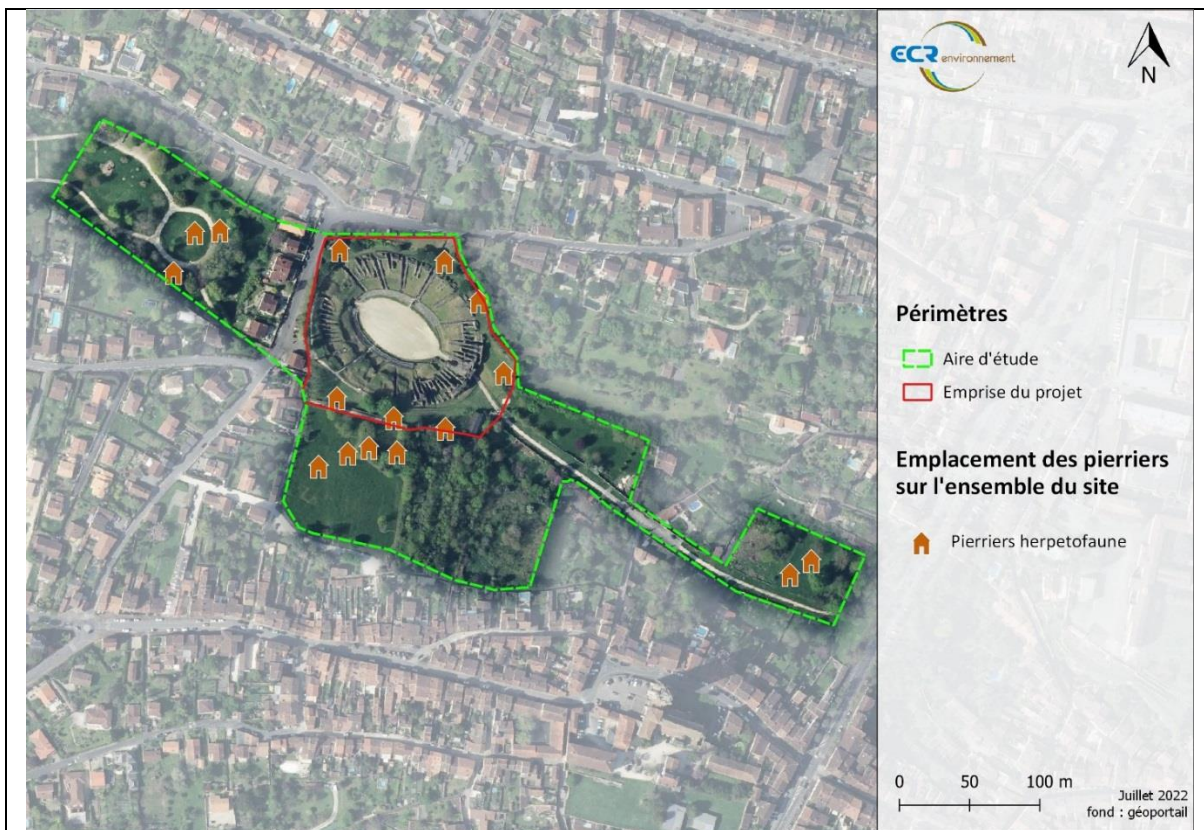 ECR environnement
N
Périmètres
Aire d'étude
Emprise du projet
Emplacement des pierriers
sur l'ensemble du site
Pierriers herpetofaune
0 50 100 m
Juillet 2022
fond : géoportail